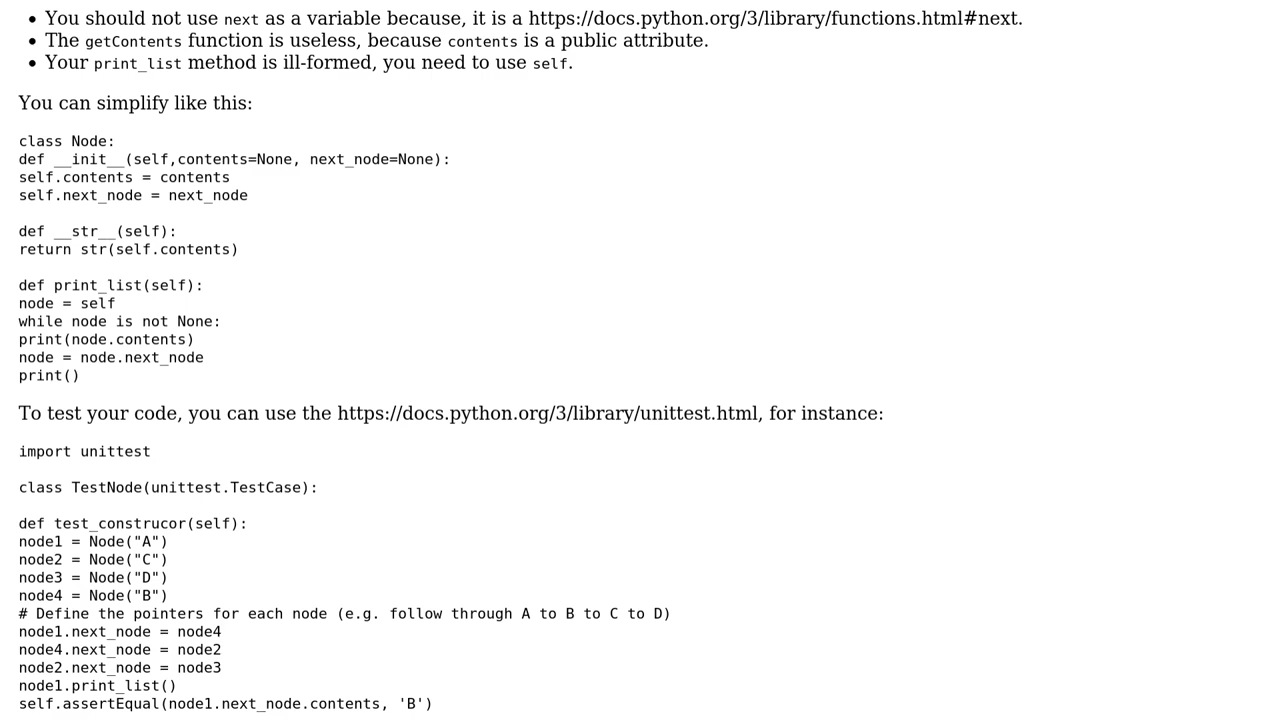 • You should not use next as a variable because, it is a https://docs.python.org/3/library/functions.html#next.
• The getContents function is useless, because contents is a public attribute.
• Your print_list method is ill-formed, you need to use self.
You can simplify like this:
class Node:
def __init__(self,contents=None, next_node=None):
self.contents = contents
self.next_node = next_node
def __str__(self):
return str(self.contents)
def print_list(self):
node = self
while node is not None:
print(node.contents)
node = node.next_node
print()
To test your code, you can use the https://docs.python.org/3/library/unittest.html, for instance:
import unittest
class TestNode(unittest.TestCase):
def test_construcor(self):
node1 = Node("A")
node2 = Node("C")
node3 = Node("D")
node4 = Node("B")
# Define the pointers for each node (e.g. follow through A to B to C to D)
node1.next_node = node4
node4.next_node = node2
node2.next_node = node3
node1.print_list()
self.assertEqual(node1.next_node.contents, 'B')